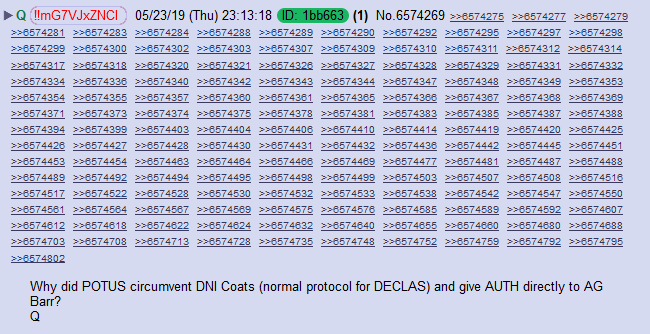 Q !!mG7VJxZNCI 05/23/19 (Thu) 23:13:18 ID: 1bb663 (1) No.6574269 >>6574275 >>6574277 >>6574279
>>6574281 >>6574283 >>6574284 >>6574288 >>6574289 >>6574290 >>6574292 >>6574295 >>6574297 >>6574298
>>6574299 >>6574300 >>6574302 >>6574303 >>6574307 >>6574309 >>6574310 >>6574311 >>6574312 >>6574314
>>6574317 >>6574318 >>6574320 >>6574321 >>6574326 >>6574327 >>6574328 >>6574329 >>6574331 >>6574332
>>6574334 >>6574336 >>6574340 >>6574342 >>6574343 >>6574344 >>6574347 >>6574348 >>6574349 >>6574353
>>6574354 >>6574355 >>6574357 >>6574360 >>6574361 >>6574365 >>6574366 >>6574367 >>6574368 >>6574369
>>6574371 >>6574373 >>6574374 >>6574375 >>6574378 >>6574381 >>6574383 >>6574385 >>6574387 >>6574388
>>6574394 >>6574399 >>6574403 >>6574404 >>6574406 >>6574410 >>6574414 >>6574419 >>6574420 >>6574425
>>6574426 >>6574427 >>6574428 >>6574430 >>6574431 >>6574432 >>6574436 >>6574442 >>6574445 >>6574451
>>6574453 >>6574454 >>6574463 >>6574464 >>6574466 >>6574469 >>6574477 >>6574481 >>6574487 >>6574488
>>6574489 >>6574492 >>6574494 >>6574495 >>6574498 >>6574499 >>6574503 >>6574507 >>6574508 >>6574516
>>6574517 >>6574522 >>6574528 >>6574530 >>6574532 >>6574533 >>6574538 >>6574542 >>6574547 >>6574550
>>6574561 >>6574564 >>6574567 >>6574569 >>6574575 >>6574576 >>6574585 >>6574589 >>6574592 >>6574607
>>6574612 >>6574618 >>6574622 >>6574624 >>6574632 >>6574640 >>6574655 >>6574660 >>6574680 >>6574688
>>6574703 >>6574708 >>6574713 >>6574728 >>6574735 >>6574748 >>6574752 >>6574759 >>6574792 >>6574795
>>6574802
Why did POTUS circumvent DNI Coats (normal protocol for DECLAS) and give AUTH directly to AG
Barr?
Q